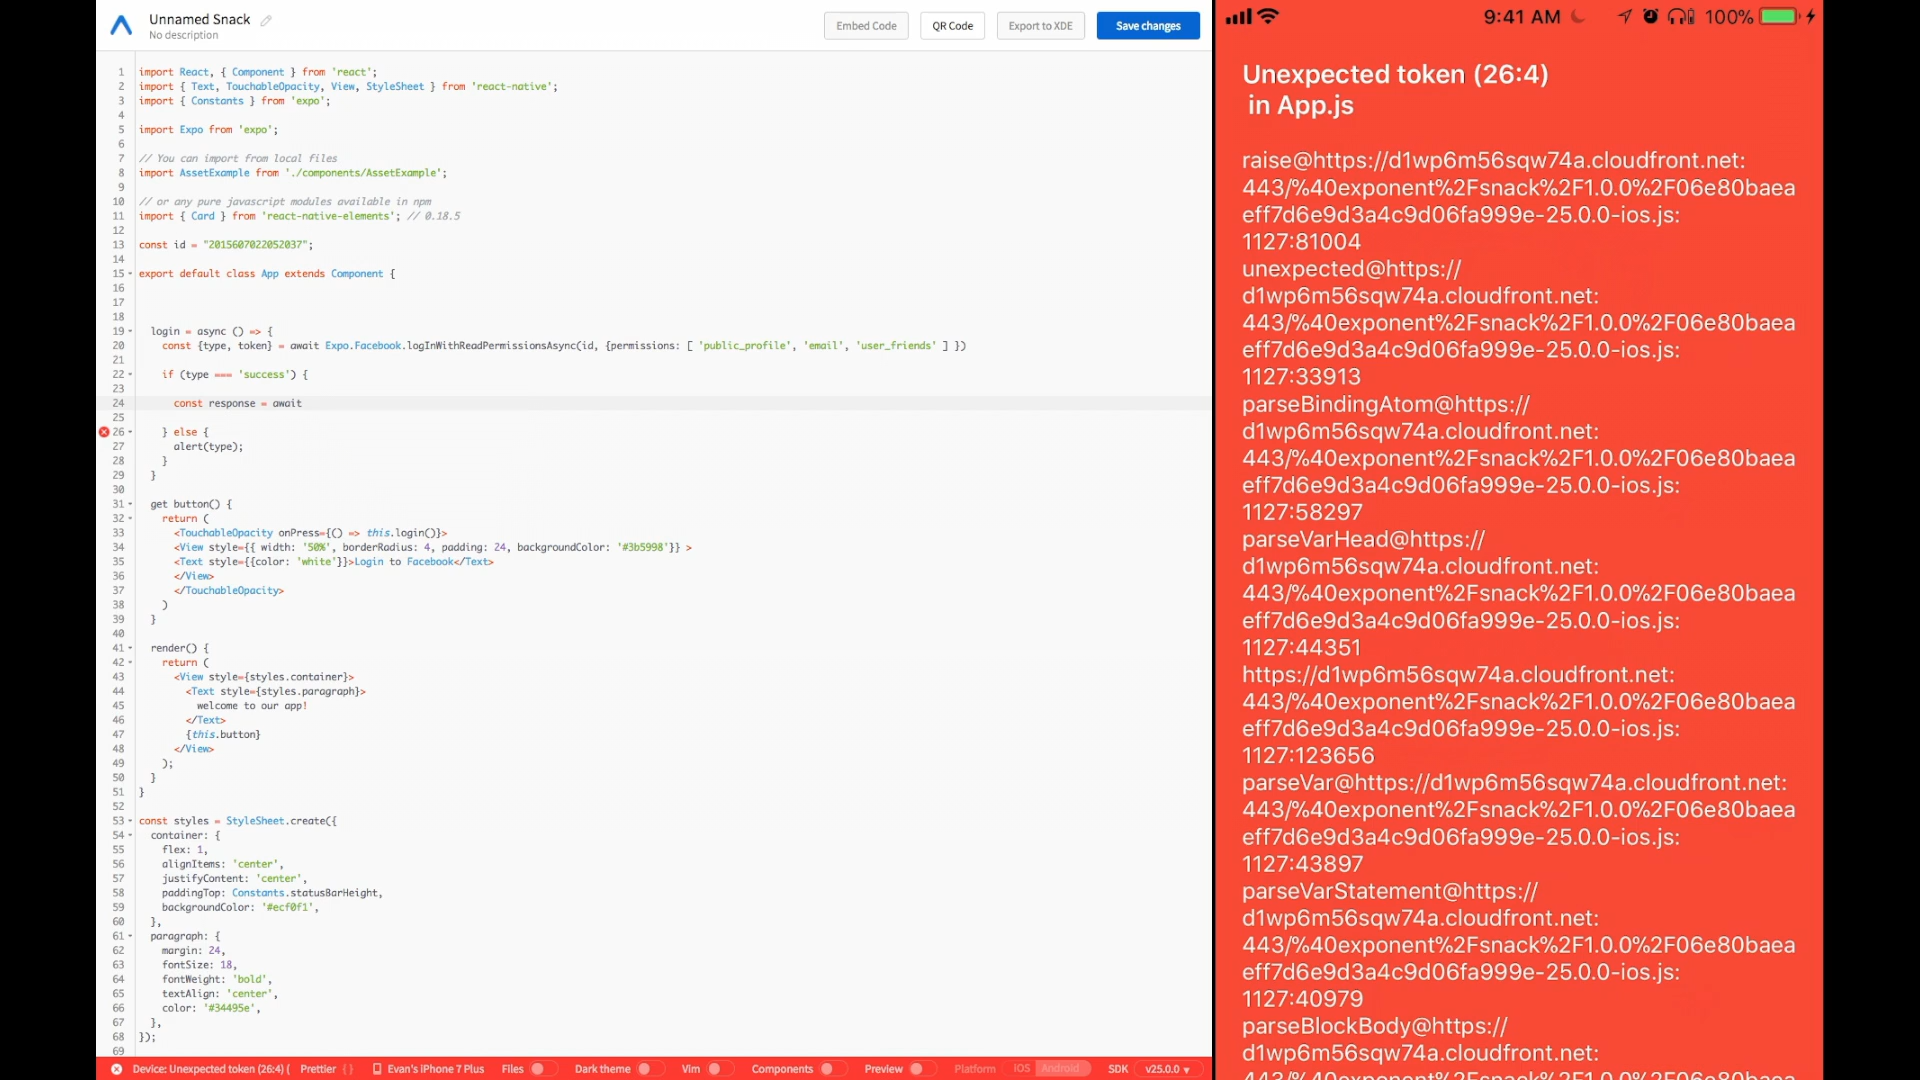 Unnamed Snack
No description
Embed Code
QR Code
Export to XDE
Save changes
1 import React, { Component } from 'react';
2 import { Text, TouchableOpacity, View, StyleSheet } from 'react-native';
3 import { Constants } from 'expo';
4
5 import Expo from 'expo';
6
7 // You can import from local files
8 import AssetExample from './components/AssetExample';
9
10 // or any pure javascript modules available in npm
11 import { Card } from 'react-native-elements'; // 0.18.5
12
13 const id = "2015607022052037";
14
15 export default class App extends Component {
16
17
18
19 login = async () => {
20 const {type, token} = await Expo.Facebook.logInWithReadPermissionsAsync(id, {permissions: [ 'public_profile', 'email', 'user_friends' ] })
21
22 if (type === 'success') {
23
24 const response = await
25
26 } else {
27 alert(type);
28 }
29 }
30
31 get button() {
32 return (
33 <TouchableOpacity onPress={() => this.login()}>
34 <View style={{ width: '50%', borderRadius: 4, padding: 24, backgroundColor: '#3b5998'}} >
35 <Text style={{color: 'white'}}>Login to Facebook</Text>
36 </View>
37 </TouchableOpacity>
38 )
39 }
40
41 render() {
42 return (
43 <View style={styles.container}>
44 <Text style={styles.paragraph}>
45 welcome to our app!
46 </Text>
47 {this.button}
48 </View>
49 );
50 }
51 }
52
53 const styles = StyleSheet.create({
54 container: {
55 flex: 1,
56 alignItems: 'center',
57 justifyContent: 'center',
58 paddingTop: Constants.statusBarHeight,
59 backgroundColor: '#ecf0f1',
60 },
61 paragraph: {
62 margin: 24,
63 fontSize: 18,
64 fontWeight: 'bold',
65 textAlign: 'center',
66 color: '#34495e',
67 },
68 });
69
Device: Unexpected token (26:4) (
Prettier { }
Evan's iPhone 7 Plus
Files
Dark theme
Vim
Components
Preview
Platform
iOS
Android
SDK
v25.0.0
9:41 AM
100%
Unexpected token (26:4)
in App.js
raise@https://d1wp6m56sqw74a.cloudfront.net:
443/%40exponent%2Fsnack%2F1.0.0%2F06e80baea
eff7d6e9d3a4c9d06fa999e-25.0.0-ios.js:
1127:81004
unexpected@https://
d1wp6m56sqw74a.cloudfront.net:
443/%40exponent%2Fsnack%2F1.0.0%2F06e80baea
eff7d6e9d3a4c9d06fa999e-25.0.0-ios.js:
1127:33913
parseBindingAtom@https://
d1wp6m56sqw74a.cloudfront.net:
443/%40exponent%2Fsnack%2F1.0.0%2F06e80baea
eff7d6e9d3a4c9d06fa999e-25.0.0-ios.js:
1127:58297
parseVarHead@https://
d1wp6m56sqw74a.cloudfront.net:
443/%40exponent%2Fsnack%2F1.0.0%2F06e80baea
eff7d6e9d3a4c9d06fa999e-25.0.0-ios.js:
1127:44351
https://d1wp6m56sqw74a.cloudfront.net:
443/%40exponent%2Fsnack%2F1.0.0%2F06e80baea
eff7d6e9d3a4c9d06fa999e-25.0.0-ios.js:
1127:123656
parseVar@https://d1wp6m56sqw74a.cloudfront.net:
443/%40exponent%2Fsnack%2F1.0.0%2F06e80baea
eff7d6e9d3a4c9d06fa999e-25.0.0-ios.js:
1127:43897
parseVarStatement@https://
d1wp6m56sqw74a.cloudfront.net:
443/%40exponent%2Fsnack%2F1.0.0%2F06e80baea
eff7d6e9d3a4c9d06fa999e-25.0.0-ios.js:
1127:40979
parseBlockBody@https://
d1wp6m56sqw74a.cloudfront.net:
443/%40exponent%2Fsnack%2F1.0.0%2F06e80baea